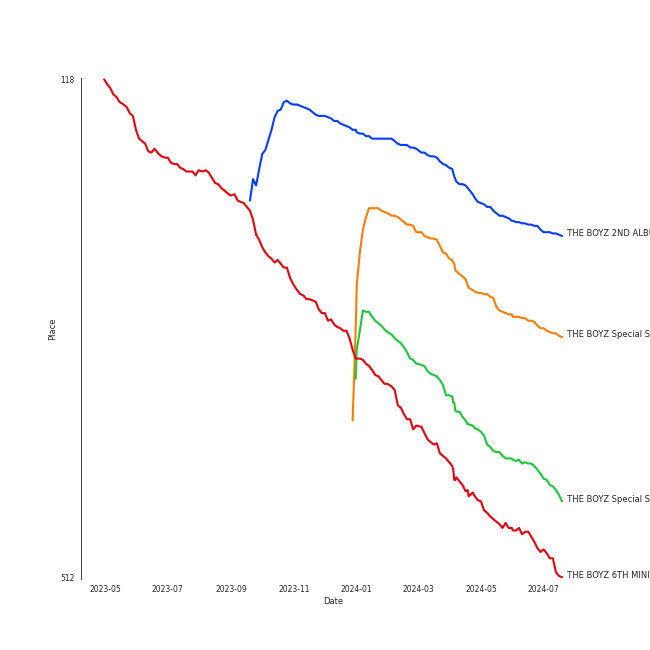 118
THE BOYZ 2ND ALBU
THE BOYZ Special S
Place
THE BOYZ Special S
THE BOYZ 6TH MINI
512
2023-05 2023-07 2023-09 2023-11 2024-01 2024-03 2024-05 2024-07
Date